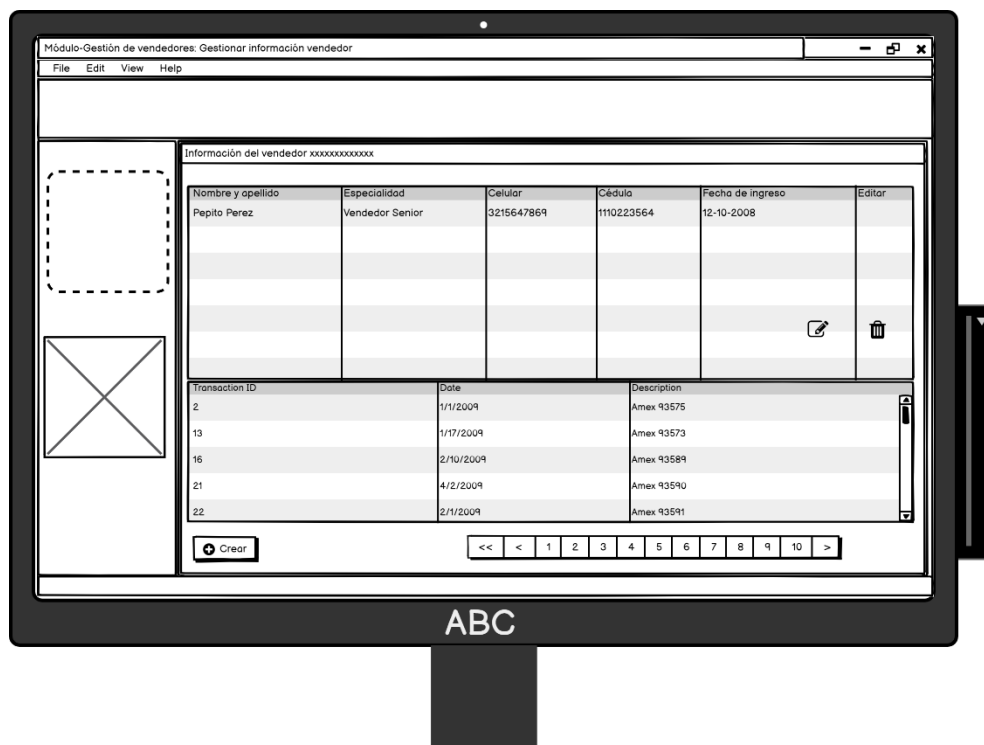 Módulo-Gestión de vendedores: Gestionar información vendedor
File Edit View Help
Información del vendedor xxxxxxxxxxxxx
Nombre y apellido Especialidad Celular Cédula Fecha de ingreso Editar
Pepito Perez Vendedor Senior 3215647869 1110223564 12-10-2008
Transaction ID Date Description
2 1/1/2009 Amex 93575
13 1/17/2009 Amex 93573
16 2/10/2009 Amex 93589
21 4/2/2009 Amex 93590
22 2/1/2009 Amex 93591
Crear << < 1 2 3 4 5 6 7 8 9 10 >
ABC